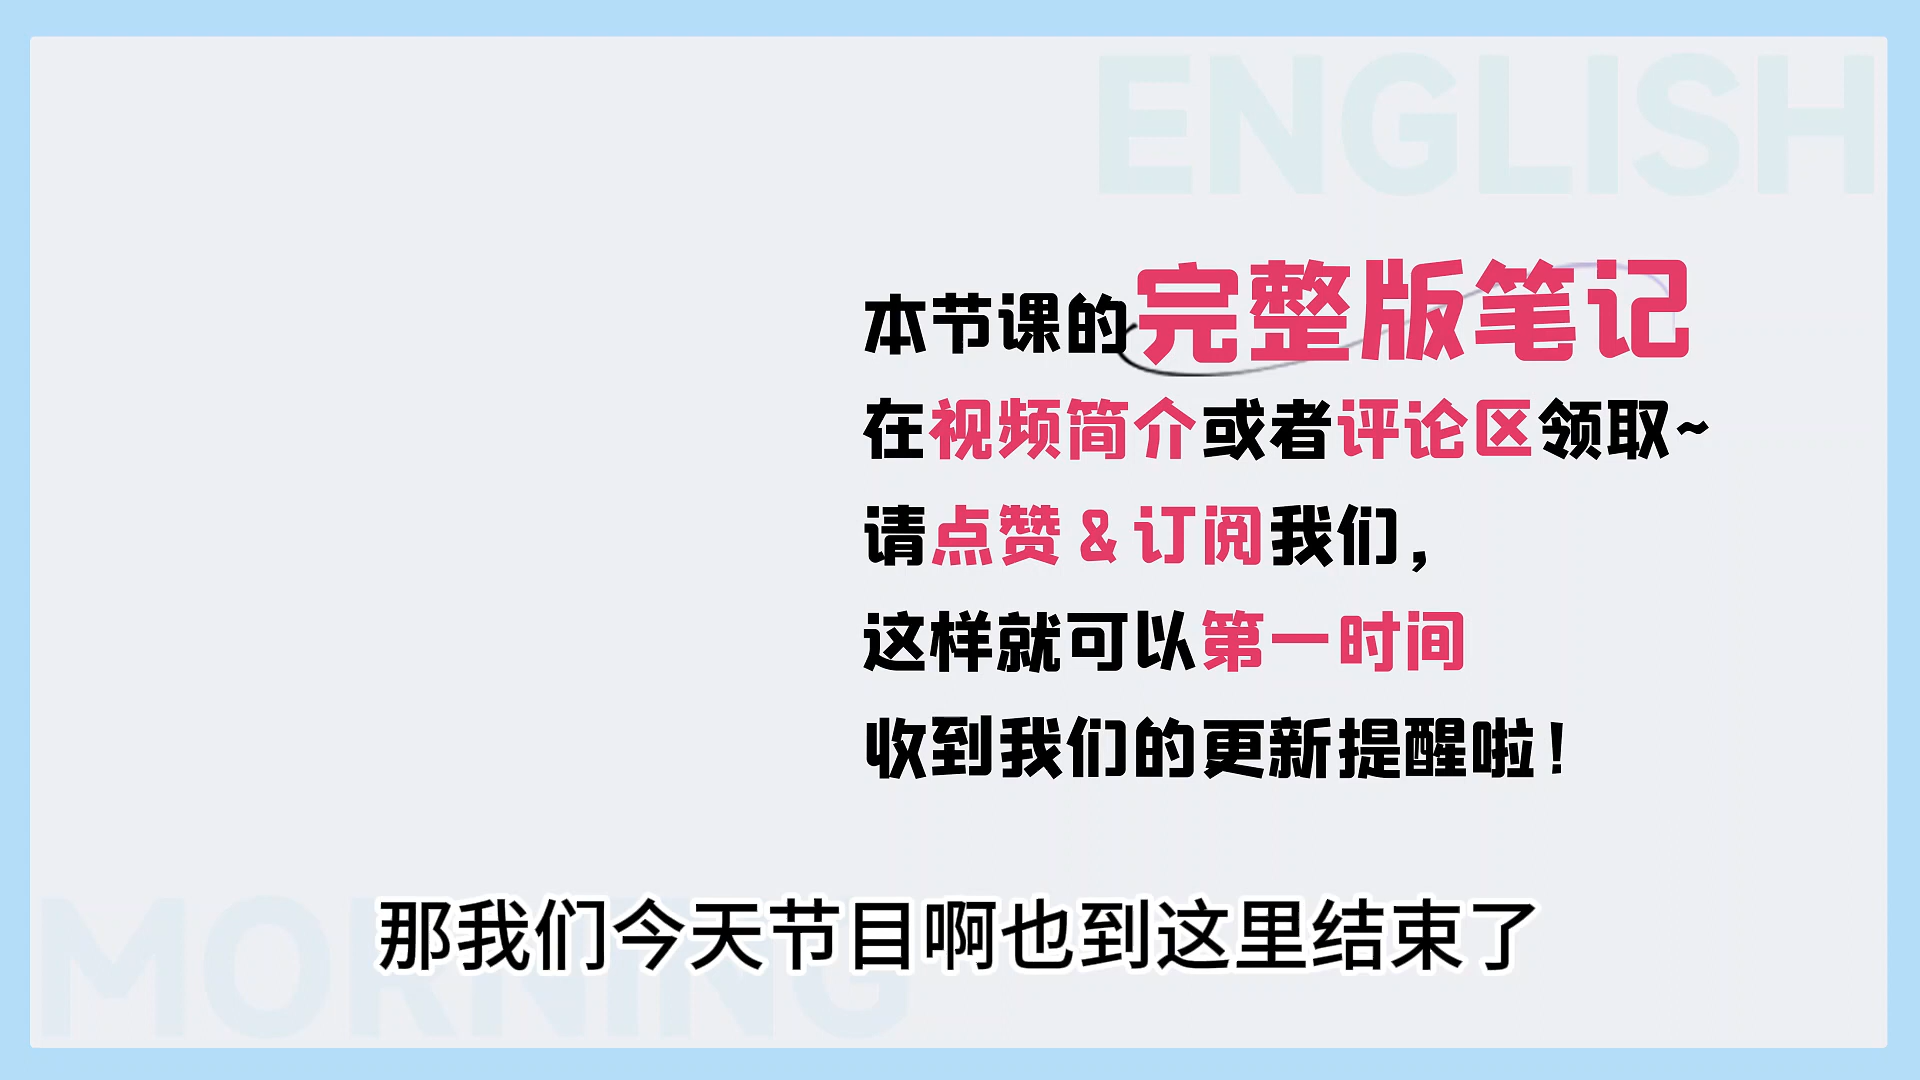 ENGLISH
本节课的完整版笔记
在视频简介或者评论区领取~
请点赞&订阅我们，
这样就可以第一时间
收到我们的更新提醒啦！
那我们今天节目啊也到这里结束了
MORNING